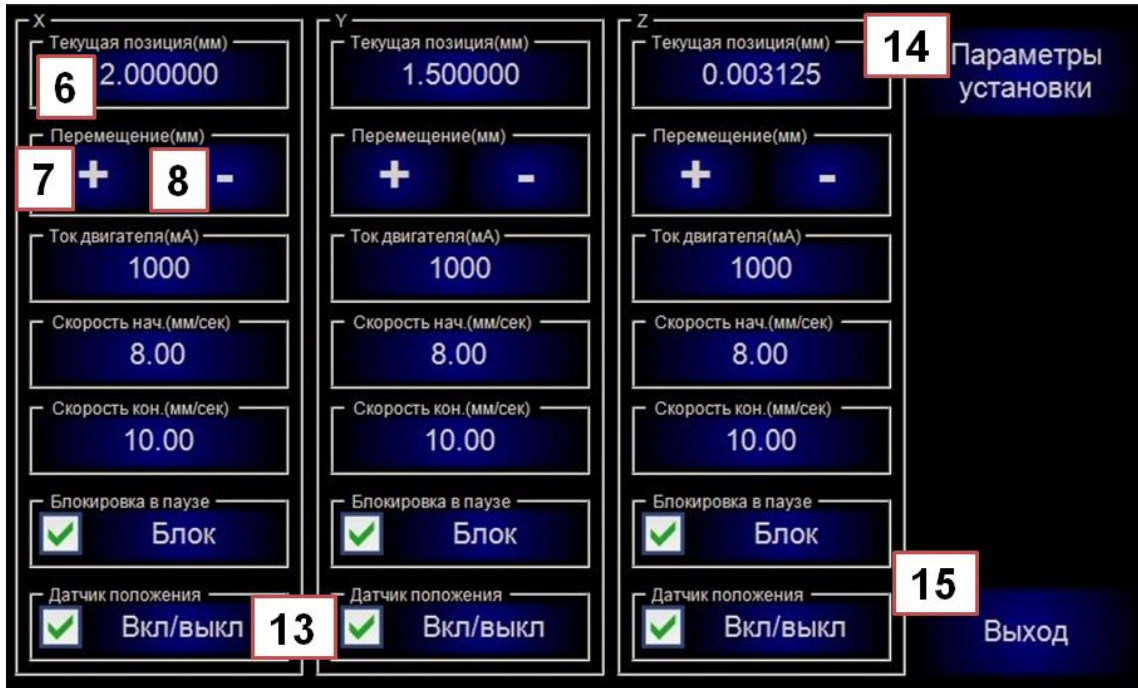 X
Текущая позиция(мм)
6
2.000000
Перемещение(мм)
7
+
8
-
Ток двигателя(мА)
1000
Скорость нач.(мм/сек)
8.00
Скорость кон.(мм/сек)
10.00
Блокировка в паузе
Блок
Датчик положения
Вкл/выкл
13
Y
Текущая позиция(мм)
1.500000
Перемещение(мм)
+
-
Ток двигателя(мА)
1000
Скорость нач.(мм/сек)
8.00
Скорость кон.(мм/сек)
10.00
Блокировка в паузе
Блок
Датчик положения
Вкл/выкл
Z
Текущая позиция(мм)
0.003125
Перемещение(мм)
+
-
Ток двигателя(мА)
1000
Скорость нач.(мм/сек)
8.00
Скорость кон.(мм/сек)
10.00
Блокировка в паузе
Блок
Датчик положения
Вкл/выкл
14
Параметры
установки
15
Выход